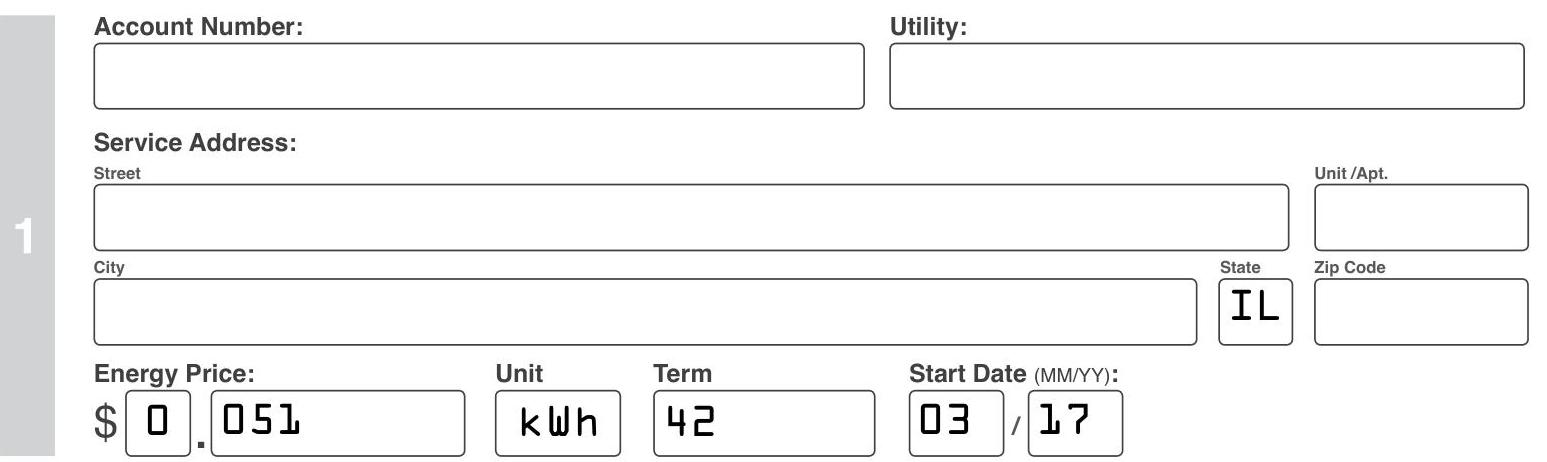 Account Number: Utility:
Service Address:
Street Unit /Apt.
1
City State Zip Code
IL
Energy Price: Unit Term Start Date (MM/YY):
$ 0 . 051 kWh 42 03 / 17